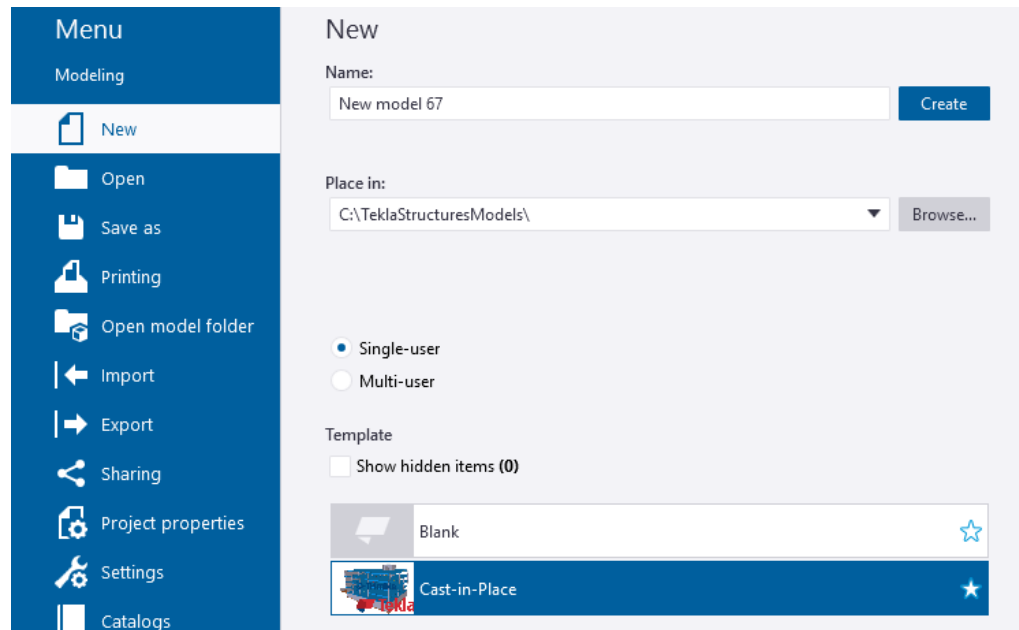 Menu
Modeling
New
Open
Save as
Printing
Open model folder
Import
Export
Sharing
Project properties
Settings
Catalogs
New
Name:
New model 67
Create
Place in:
C:\TeklaStructuresModels\
Browse...
Single-user
Multi-user
Template
Show hidden items (0)
Blank
Tekla
Cast-in-Place